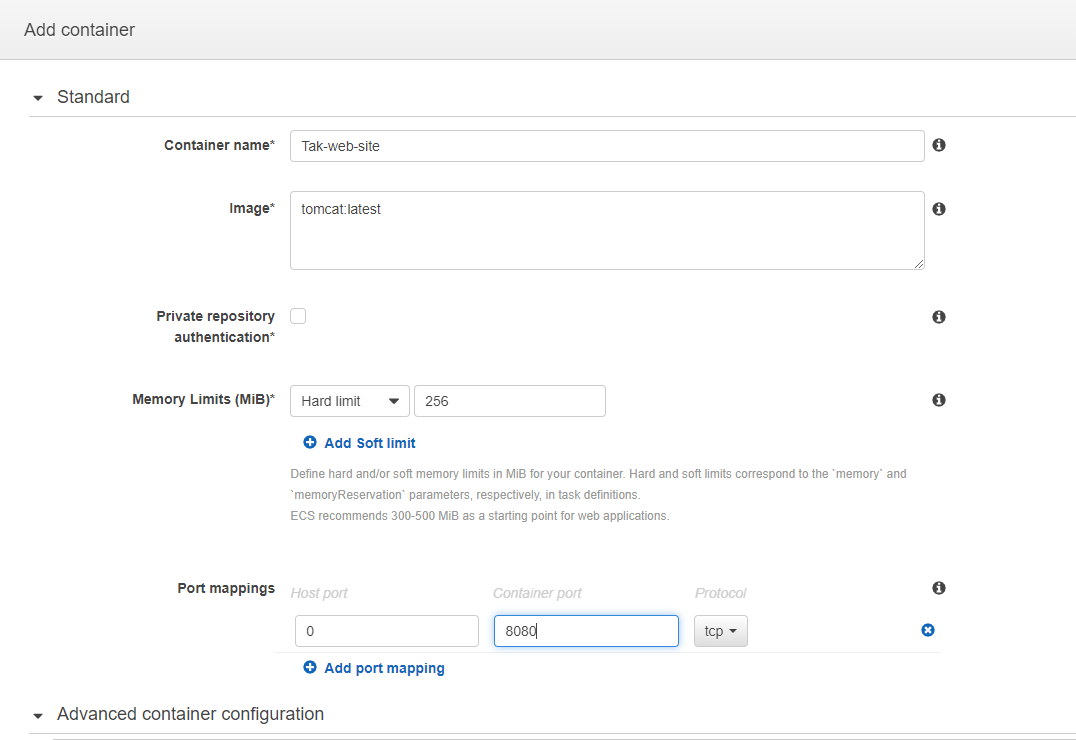 Add container
Standard
Container name*
Tak-web-site
Image*
tomcat:latest
Private repository
authentication*
Memory Limits (MiB)*
Hard limit
256
Add Soft limit
Define hard and/or soft memory limits in MiB for your container. Hard and soft limits correspond to the `memory` and
`memoryReservation` parameters, respectively, in task definitions.
ECS recommends 300-500 MiB as a starting point for web applications.
Port mappings
Host port
Container port
Protocol
0
8080
tcp
Add port mapping
Advanced container configuration